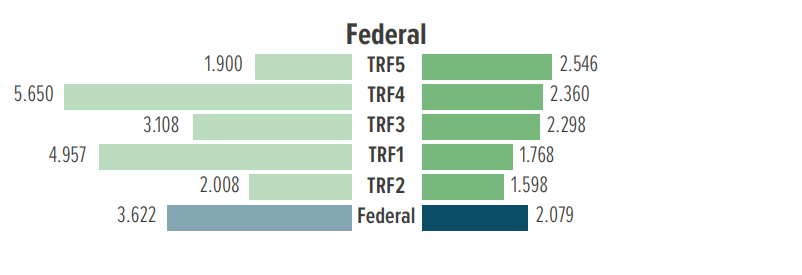 Federal
1.900 TRF5 2.546
5.650 TRF4 2.360
3.108 TRF3 2.298
4.957 TRF1 1.768
2.008 TRF2 1.598
3.622 Federal 2.079